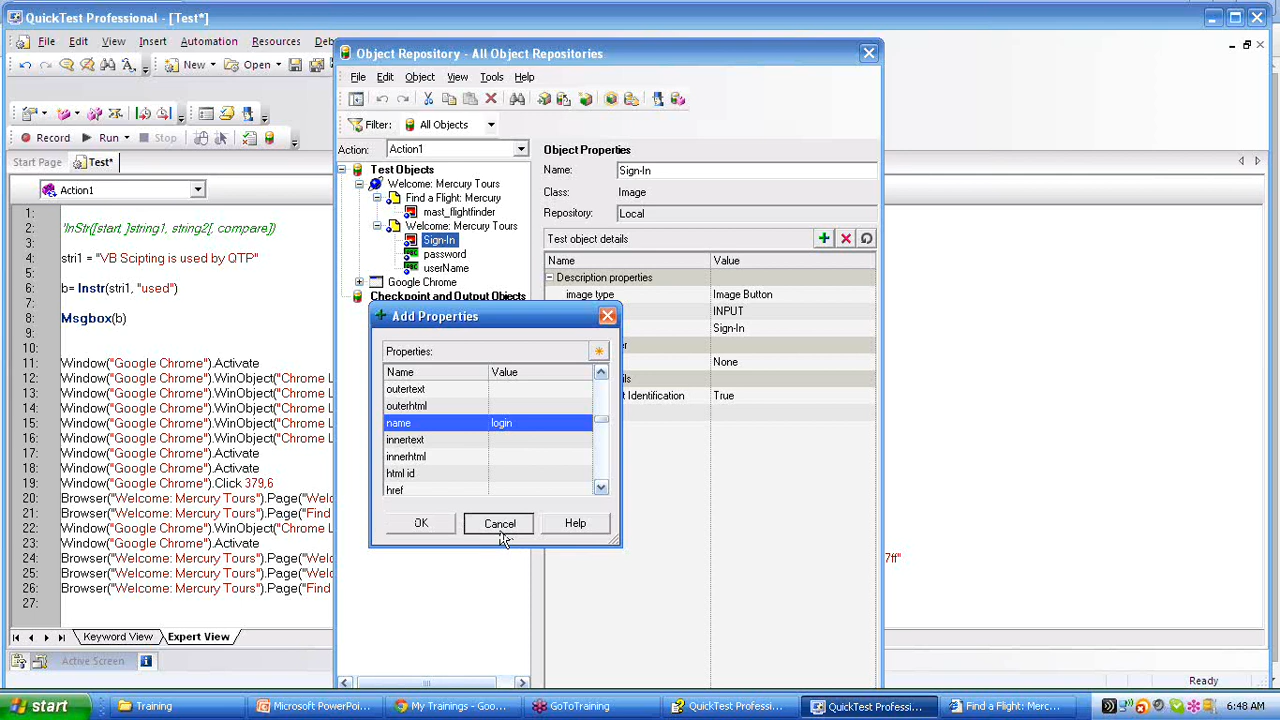 QuickTest Professional - [Test*]
File Edit View Insert Automation Resources Deb
New Open
Record Run Stop
Start Page Test*
Action1
1:
2: 'InStr([start, ]string1, string2[, compare])
3:
4: stri1 = "VB Scipting is used by QTP"
5:
6: b= Instr(stri1, "used")
7:
8: Msgbox(b)
9:
10:
11: Window("Google Chrome").Activate
12: Window("Google Chrome").WinObject("Chrome L
13: Window("Google Chrome").WinObject("Chrome L
14: Window("Google Chrome").WinObject("Chrome L
15: Window("Google Chrome").WinObject("Chrome L
16: Window("Google Chrome").WinObject("Chrome L
17: Window("Google Chrome").Activate
18: Window("Google Chrome").Activate
19: Window("Google Chrome").Click 379,6
20: Browser("Welcome: Mercury Tours").Page("Welc
21: Browser("Welcome: Mercury Tours").Page("Find
22: Window("Google Chrome").WinObject("Chrome L
23: Window("Google Chrome").Activate
24: Browser("Welcome: Mercury Tours").Page("Welc 7ff"
25: Browser("Welcome: Mercury Tours").Page("Welc
26: Browser("Welcome: Mercury Tours").Page("Find
27:
Keyword View Expert View
Active Screen
Object Repository - All Object Repositories
File Edit Object View Tools Help
Filter: All Objects
Action: Action1
Test Objects
Welcome: Mercury Tours
Find a Flight: Mercury
mast_flightfinder
Welcome: Mercury Tours
Sign-In
password
userName
Google Chrome
Checkpoint and Output Objects
Object Properties
Name: Sign-In
Class: Image
Repository: Local
Test object details
Name Value
Description properties
image type Image Button
INPUT
Sign-In
er
None
ils
t Identification True
Add Properties
Properties:
Name Value
outertext
outerhtml
name login
innertext
innerhtml
html id
href
OK Cancel Help
Ready
start Training Microsoft PowerPoi... My Trainings - Goo... GoToTraining QuickTest Professi... QuickTest Professi... Find a Flight: Merc... 6:48 AM